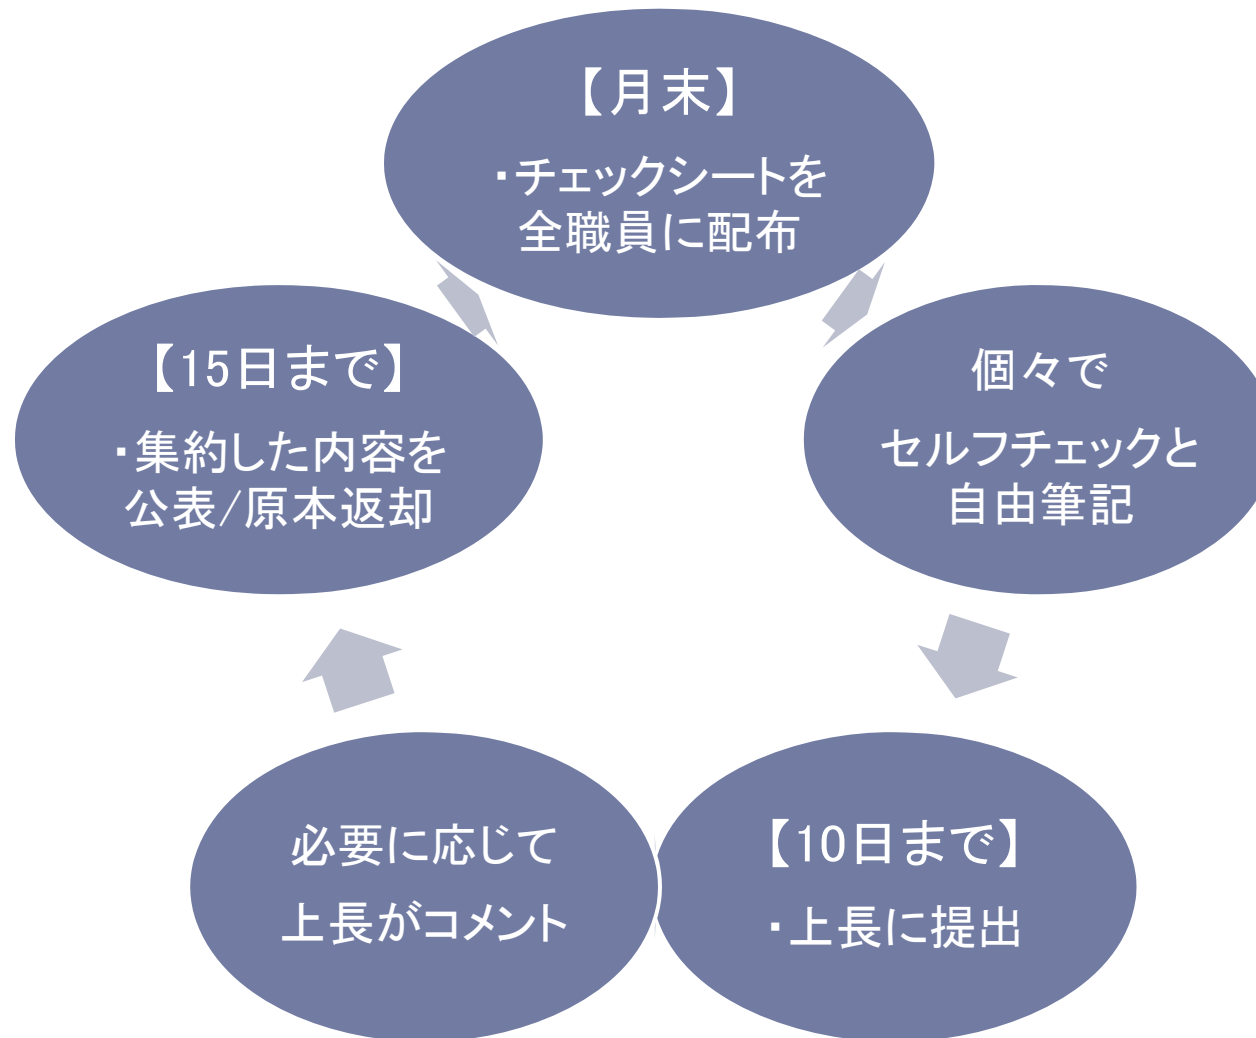 【月末】
・チェックシートを
全職員に配布
個々で
セルフチェックと
自由筆記
【10日まで】
・上長に提出
必要に応じて
上長がコメント
【15日まで】
・集約した内容を
公表/原本返却